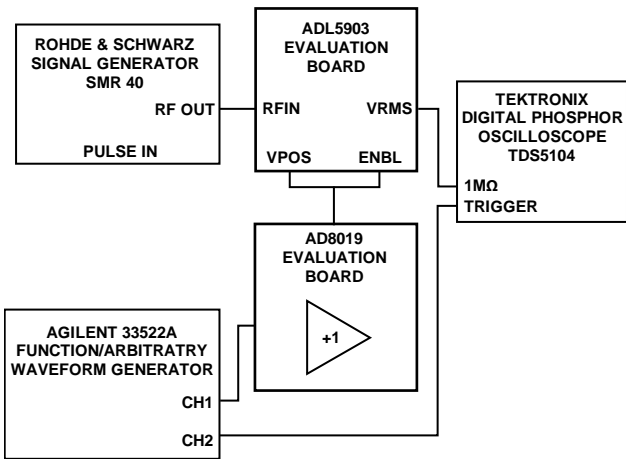 ROHDE & SCHWARZ
SIGNAL GENERATOR
SMR 40
RF OUT
PULSE IN
ADL5903
EVALUATION
BOARD
RFIN
VRMS
VPOS
ENBL
TEKTRONIX
DIGITAL PHOSPHOR
OSCILLOSCOPE
TDS5104
1MΩ
TRIGGER
AD8019
EVALUATION
BOARD
+1
AGILENT 33522A
FUNCTION/ARBITRATRY
WAVEFORM GENERATOR
CH1
CH2